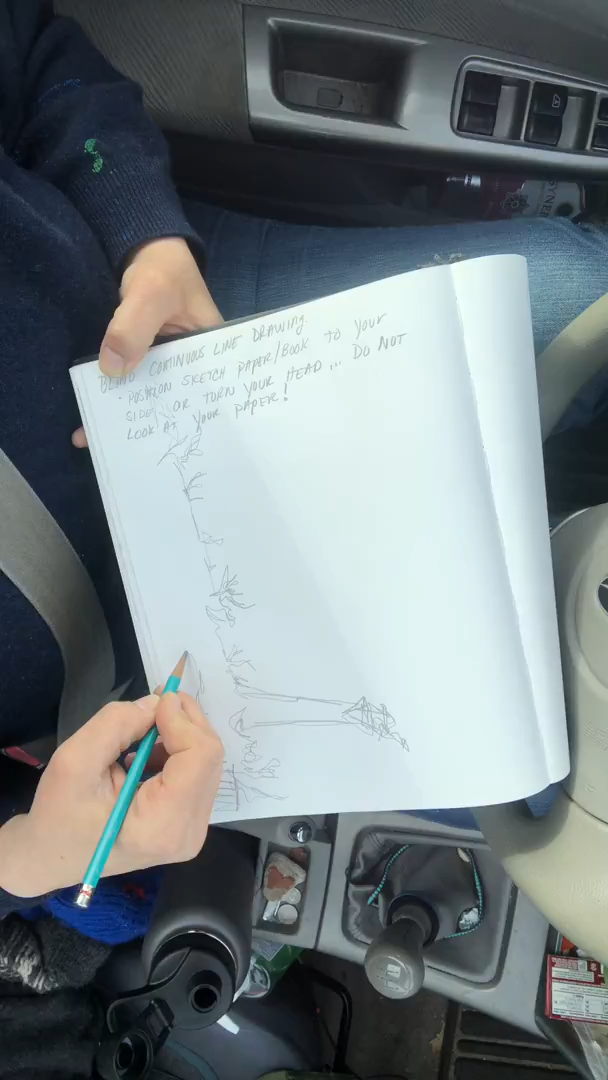 BLIND CONTINUOUS LINE DRAWING.
• POSITION SKETCH PAPER/BOOK TO YOUR
SIDE OR TURN YOUR HEAD... DO NOT
LOOK AT YOUR PAPER!